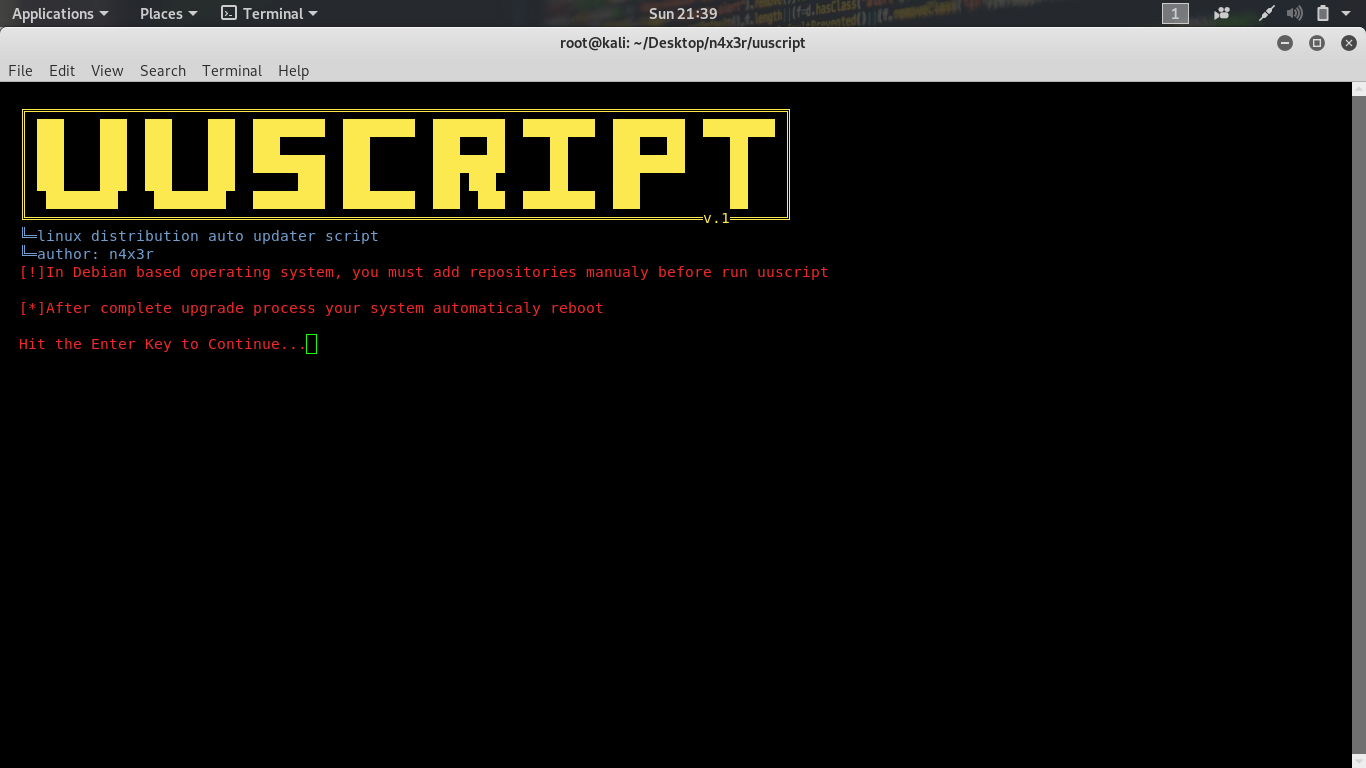 Applications Places Terminal Sun 21:39 1
root@kali: ~/Desktop/n4x3r/uuscript
File Edit View Search Terminal Help
UUSCRIPT
v.1
╚═linux distribution auto updater script
╚═author: n4x3r
[!]In Debian based operating system, you must add repositories manualy before run uuscript
[*]After complete upgrade process your system automaticaly reboot
Hit the Enter Key to Continue...